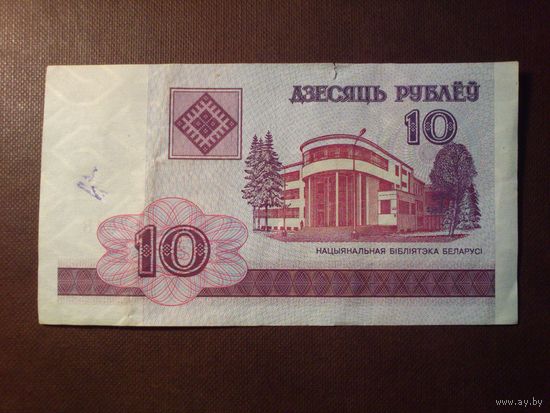 ДЗЕСЯЦЬ РУБЛЁЎ
10
НАЦЫЯНАЛЬНАЯ БІБЛІЯТЭКА БЕЛАРУСІ
10
www.ay.by